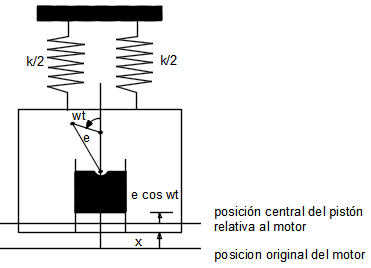 k/2
k/2
wt
e
e cos wt
posición central del pistón
relativa al motor
x
posicion original del motor